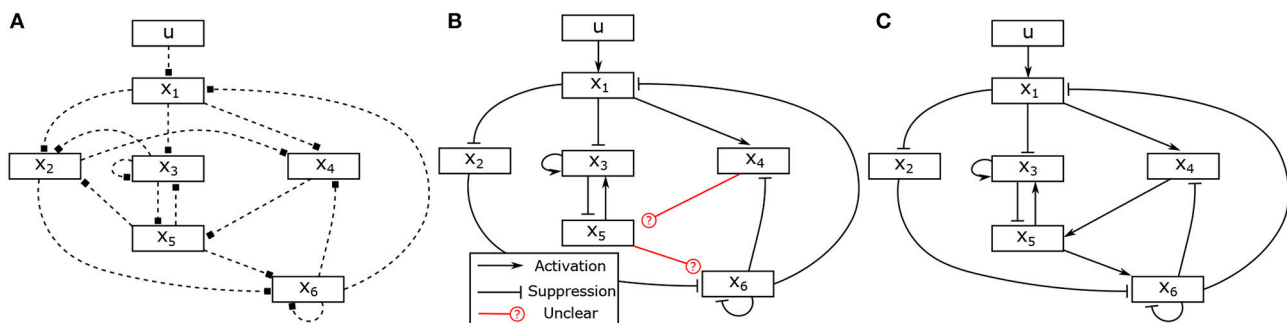 A
u
x1
x2
x3
x4
x5
x6
B
u
x1
x2
x3
x4
?
x5
?
x6
Activation
Suppression
? Unclear
C
u
x1
x2
x3
x4
x5
x6